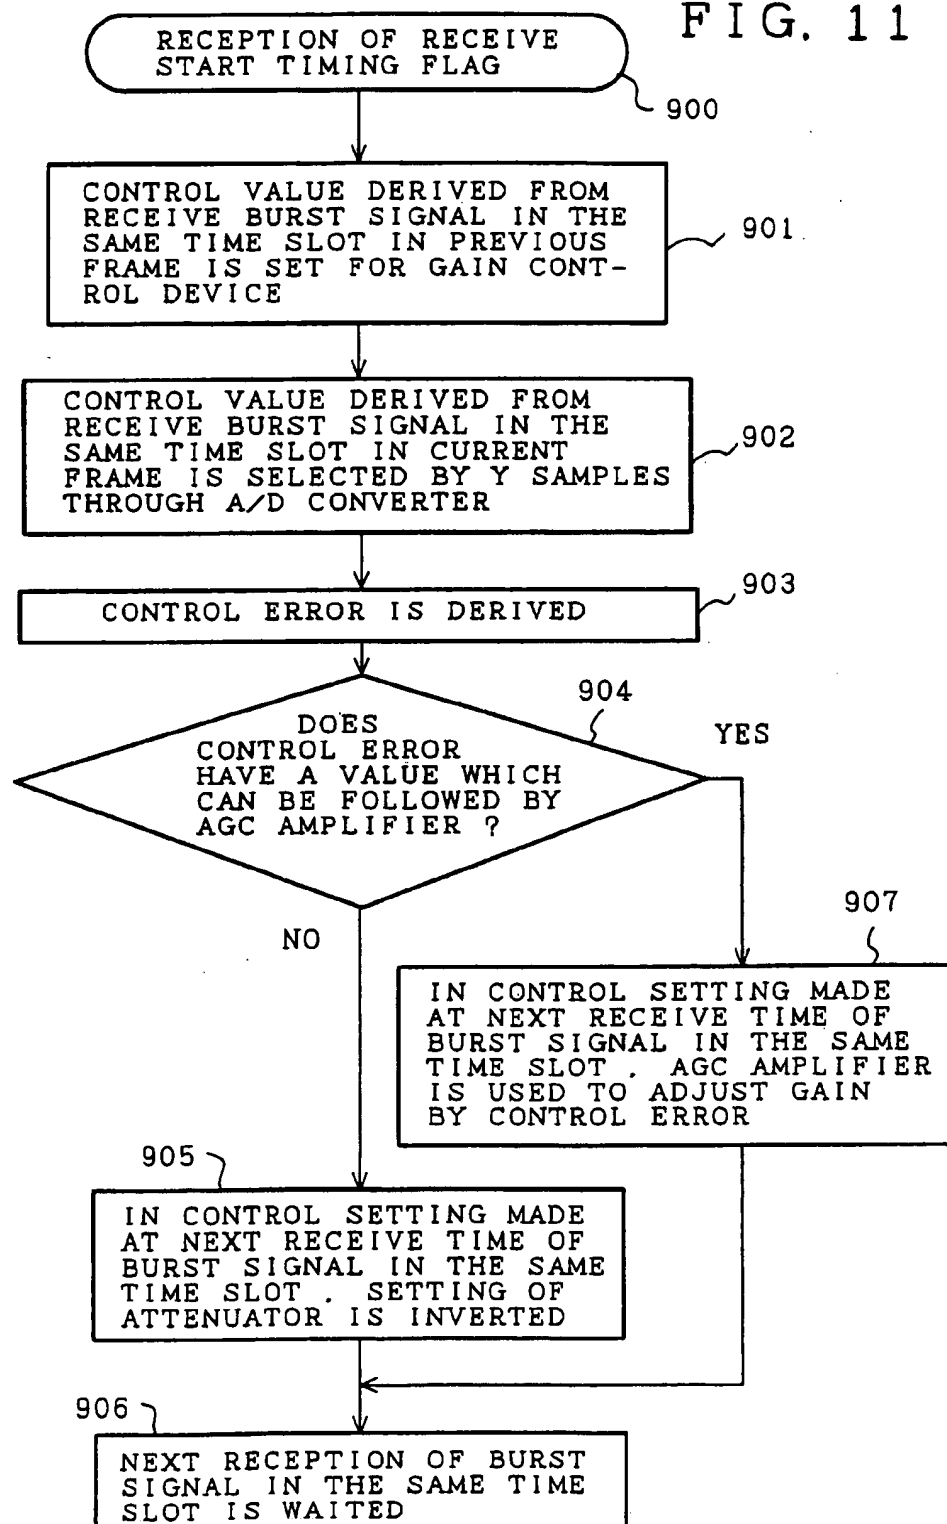 FIG. 11
RECEPTION OF RECEIVE
START TIMING FLAG
900
CONTROL VALUE DERIVED FROM
RECEIVE BURST SIGNAL IN THE
SAME TIME SLOT IN PREVIOUS
FRAME IS SET FOR GAIN CONT-
ROL DEVICE
901
CONTROL VALUE DERIVED FROM
RECEIVE BURST SIGNAL IN THE
SAME TIME SLOT IN CURRENT
FRAME IS SELECTED BY Y SAMPLES
THROUGH A/D CONVERTER
902
CONTROL ERROR IS DERIVED
903
904
DOES
CONTROL ERROR
HAVE A VALUE WHICH
CAN BE FOLLOWED BY
AGC AMPLIFIER ?
YES
NO
907
IN CONTROL SETTING MADE
AT NEXT RECEIVE TIME OF
BURST SIGNAL IN THE SAME
TIME SLOT . AGC AMPLIFIER
IS USED TO ADJUST GAIN
BY CONTROL ERROR
905
IN CONTROL SETTING MADE
AT NEXT RECEIVE TIME OF
BURST SIGNAL IN THE SAME
TIME SLOT . SETTING OF
ATTENUATOR IS INVERTED
906
NEXT RECEPTION OF BURST
SIGNAL IN THE SAME TIME
SLOT IS WAITED